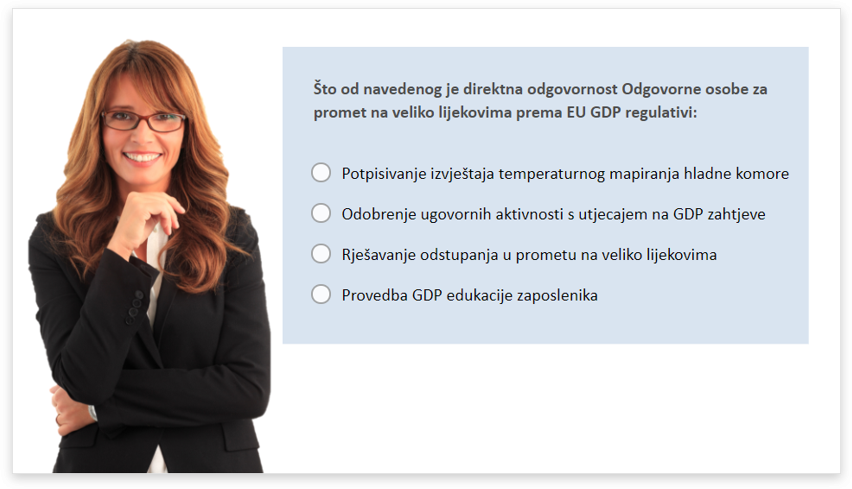 Što od navedenog je direktna odgovornost Odgovorne osobe za
promet na veliko lijekovima prema EU GDP regulativi:
Potpisivanje izvještaja temperaturnog mapiranja hladne komore
Odobrenje ugovornih aktivnosti s utjecajem na GDP zahtjeve
Rješavanje odstupanja u prometu na veliko lijekovima
Provedba GDP edukacije zaposlenika